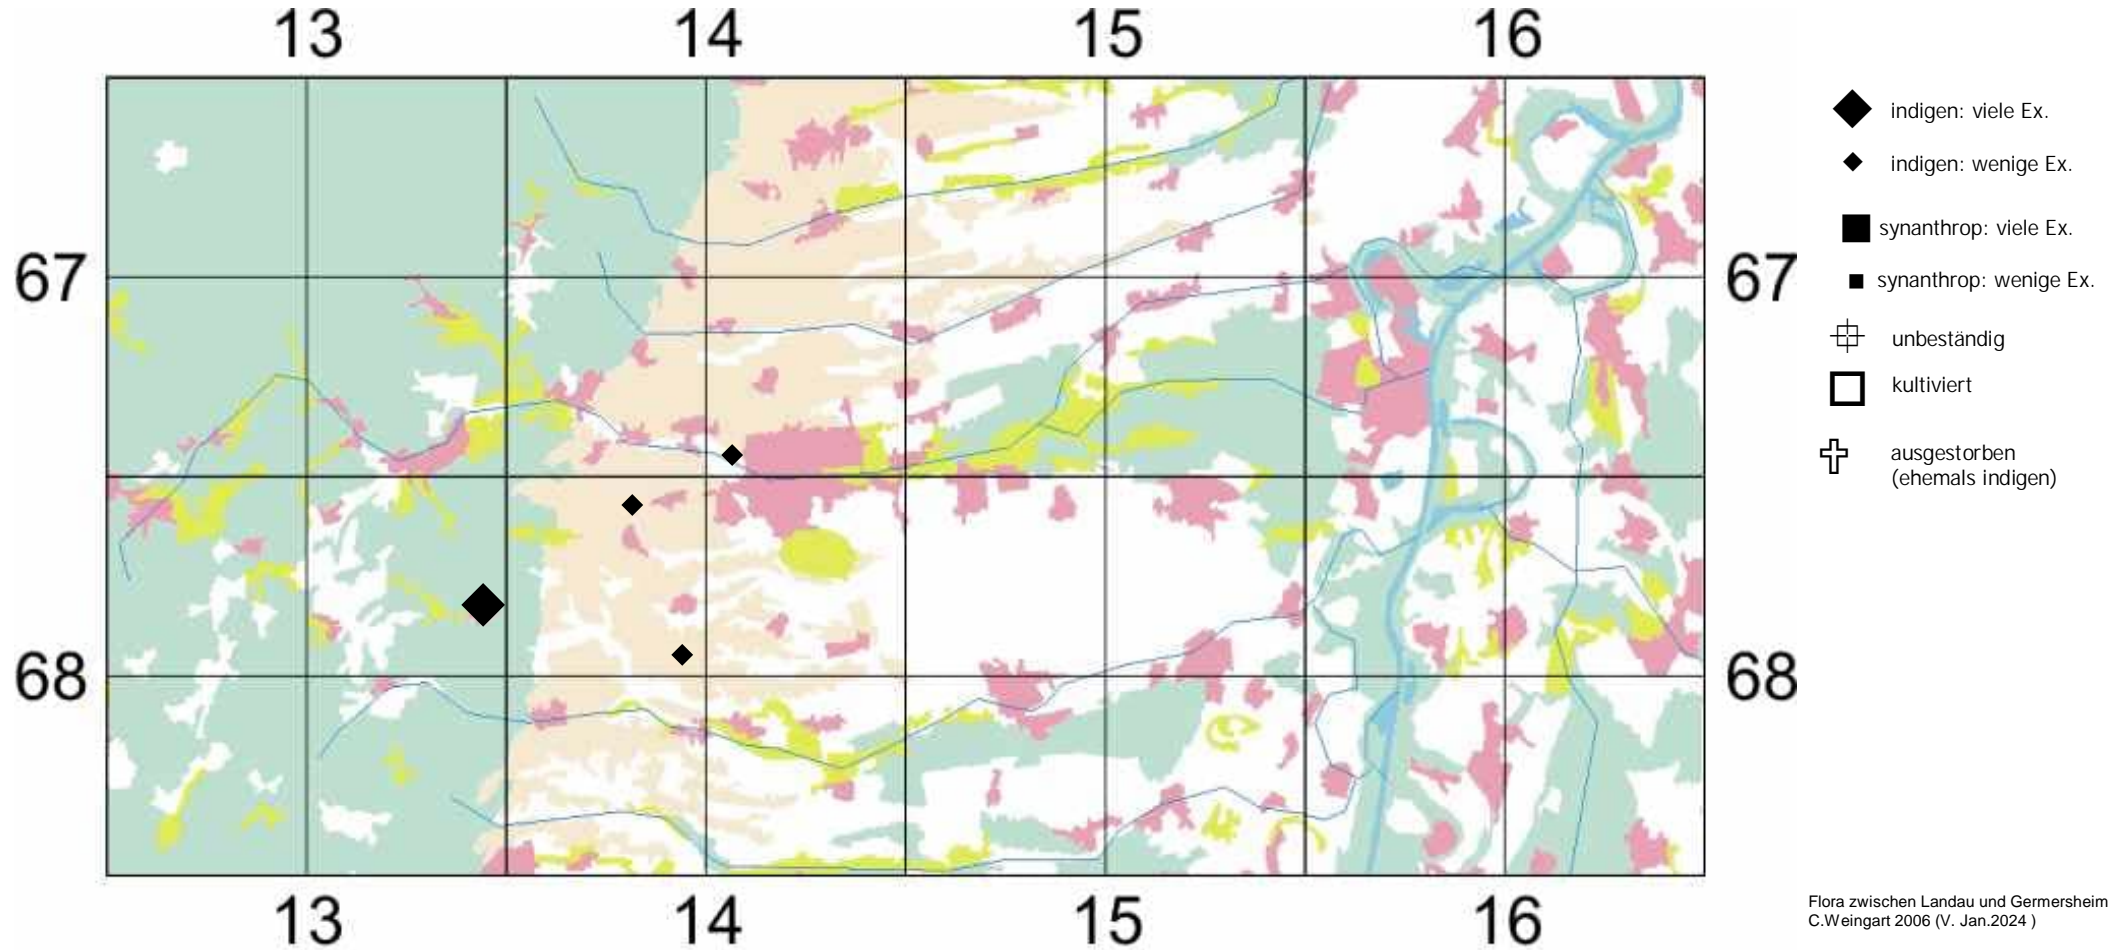 13 14 15 16
67 67
68 68
13 14 15 16
indigen: viele Ex.
indigen: wenige Ex.
synanthrop: viele Ex.
synanthrop: wenige Ex.
unbeständig
kultiviert
ausgestorben
(ehemals indigen)
Flora zwischen Landau und Germersheim
C.Weingart 2006 (V. Jan.2024 )